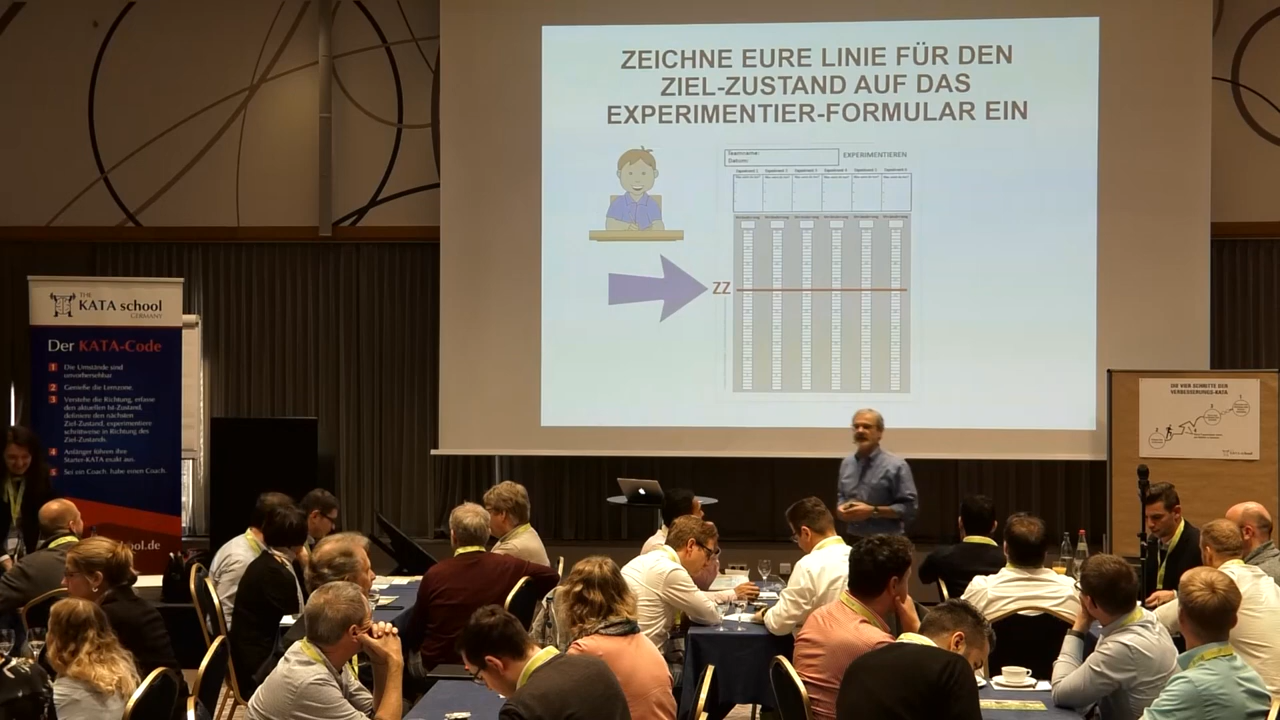 ZEICHNE EURE LINIE FÜR DEN
ZIEL-ZUSTAND AUF DAS
EXPERIMENTIER-FORMULAR EIN
Teamname:
Datum:
EXPERIMENTIEREN
ZZ
THE
KATA school
GERMANY
Der KATA-Code
1 Die Umstände sind
unvorhersehbar.
2 Genieße die Lernzone.
3 Verstehe die Richtung, erfasse
den aktuellen Ist-Zustand,
definiere den nächsten
Ziel-Zustand, experimentiere
schrittweise in Richtung des
Ziel-Zustands.
4 Anfänger führen ihre
Starter-KATA exakt aus.
5 Sei ein Coach, habe einen Coach.
ool.de
DIE VIER SCHRITTE DER
VERBESSERUNGS-KATA